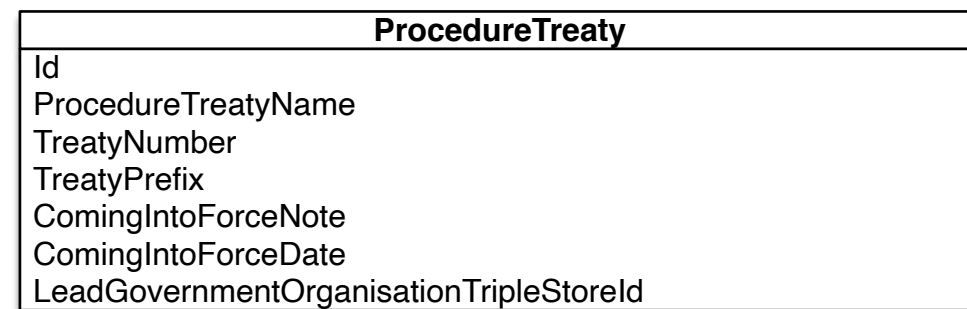 ProcedureTreaty
Id
ProcedureTreatyName
TreatyNumber
TreatyPrefix
ComingIntoForceNote
ComingIntoForceDate
LeadGovernmentOrganisationTripleStoreId